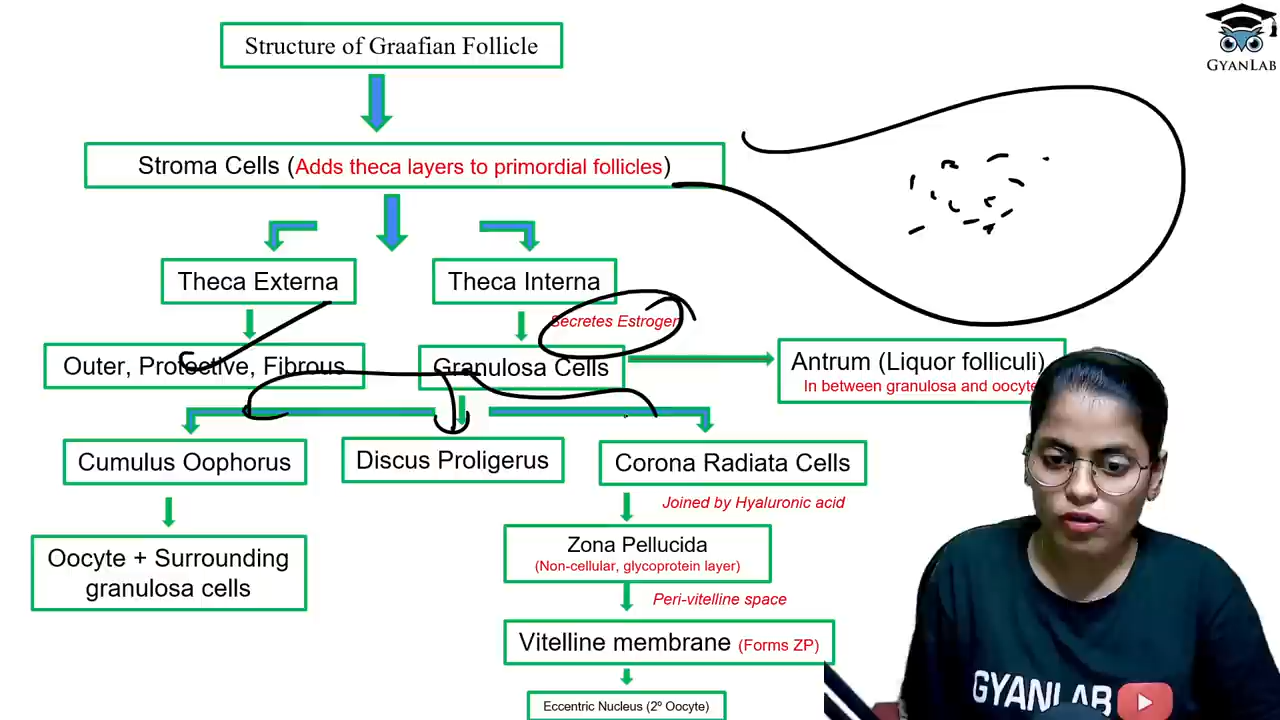 Structure of Graafian Follicle
GYANLAB
Stroma Cells (Adds theca layers to primordial follicles)
Theca Externa
Theca Interna
Secretes Estrogen
Outer, Protective, Fibrous
Granulosa Cells
Antrum (Liquor folliculi)
In between granulosa and oocyte
Cumulus Oophorus
Discus Proligerus
Corona Radiata Cells
Joined by Hyaluronic acid
Oocyte + Surrounding
granulosa cells
Zona Pellucida
(Non-cellular, glycoprotein layer)
Peri-vitelline space
Vitelline membrane (Forms ZP)
Eccentric Nucleus (2º Oocyte)
GYANLAB